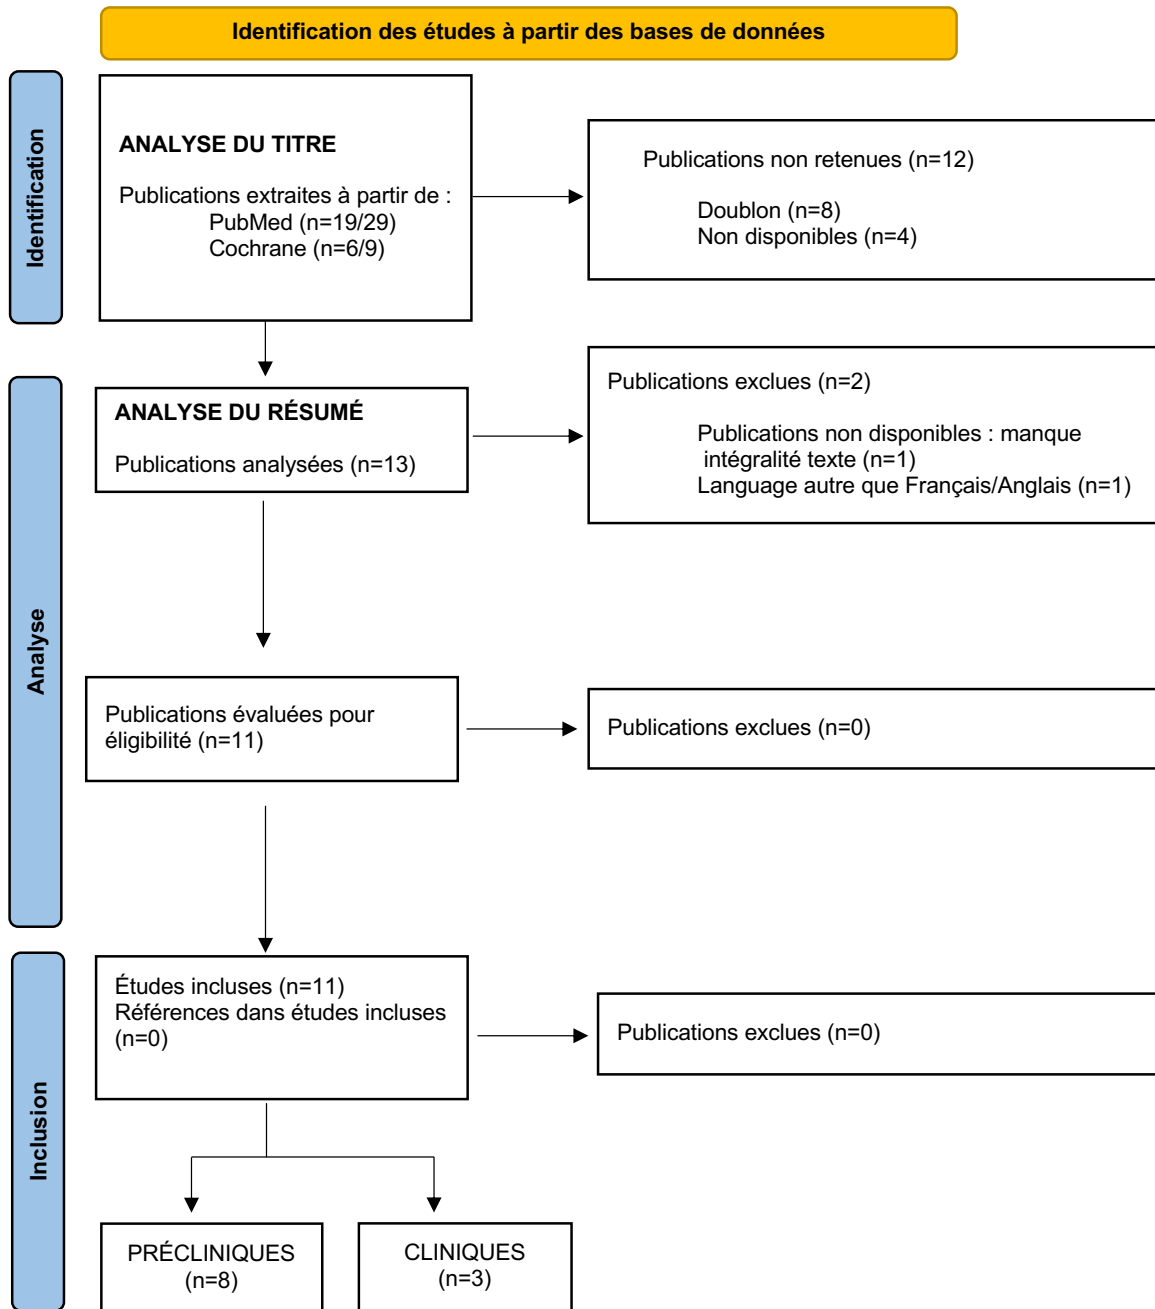 Identification des études à partir des bases de données
Identification
ANALYSE DU TITRE
Publications extraites à partir de :
PubMed (n=19/29)
Cochrane (n=6/9)
Publications non retenues (n=12)
Doublon (n=8)
Non disponibles (n=4)
Analyse
ANALYSE DU RÉSUMÉ
Publications analysées (n=13)
Publications exclues (n=2)
Publications non disponibles : manque
intégralité texte (n=1)
Language autre que Français/Anglais (n=1)
Publications évaluées pour
éligibilité (n=11)
Publications exclues (n=0)
Inclusion
Études incluses (n=11)
Références dans études incluses
(n=0)
Publications exclues (n=0)
PRÉCLINIQUES
(n=8)
CLINIQUES
(n=3)